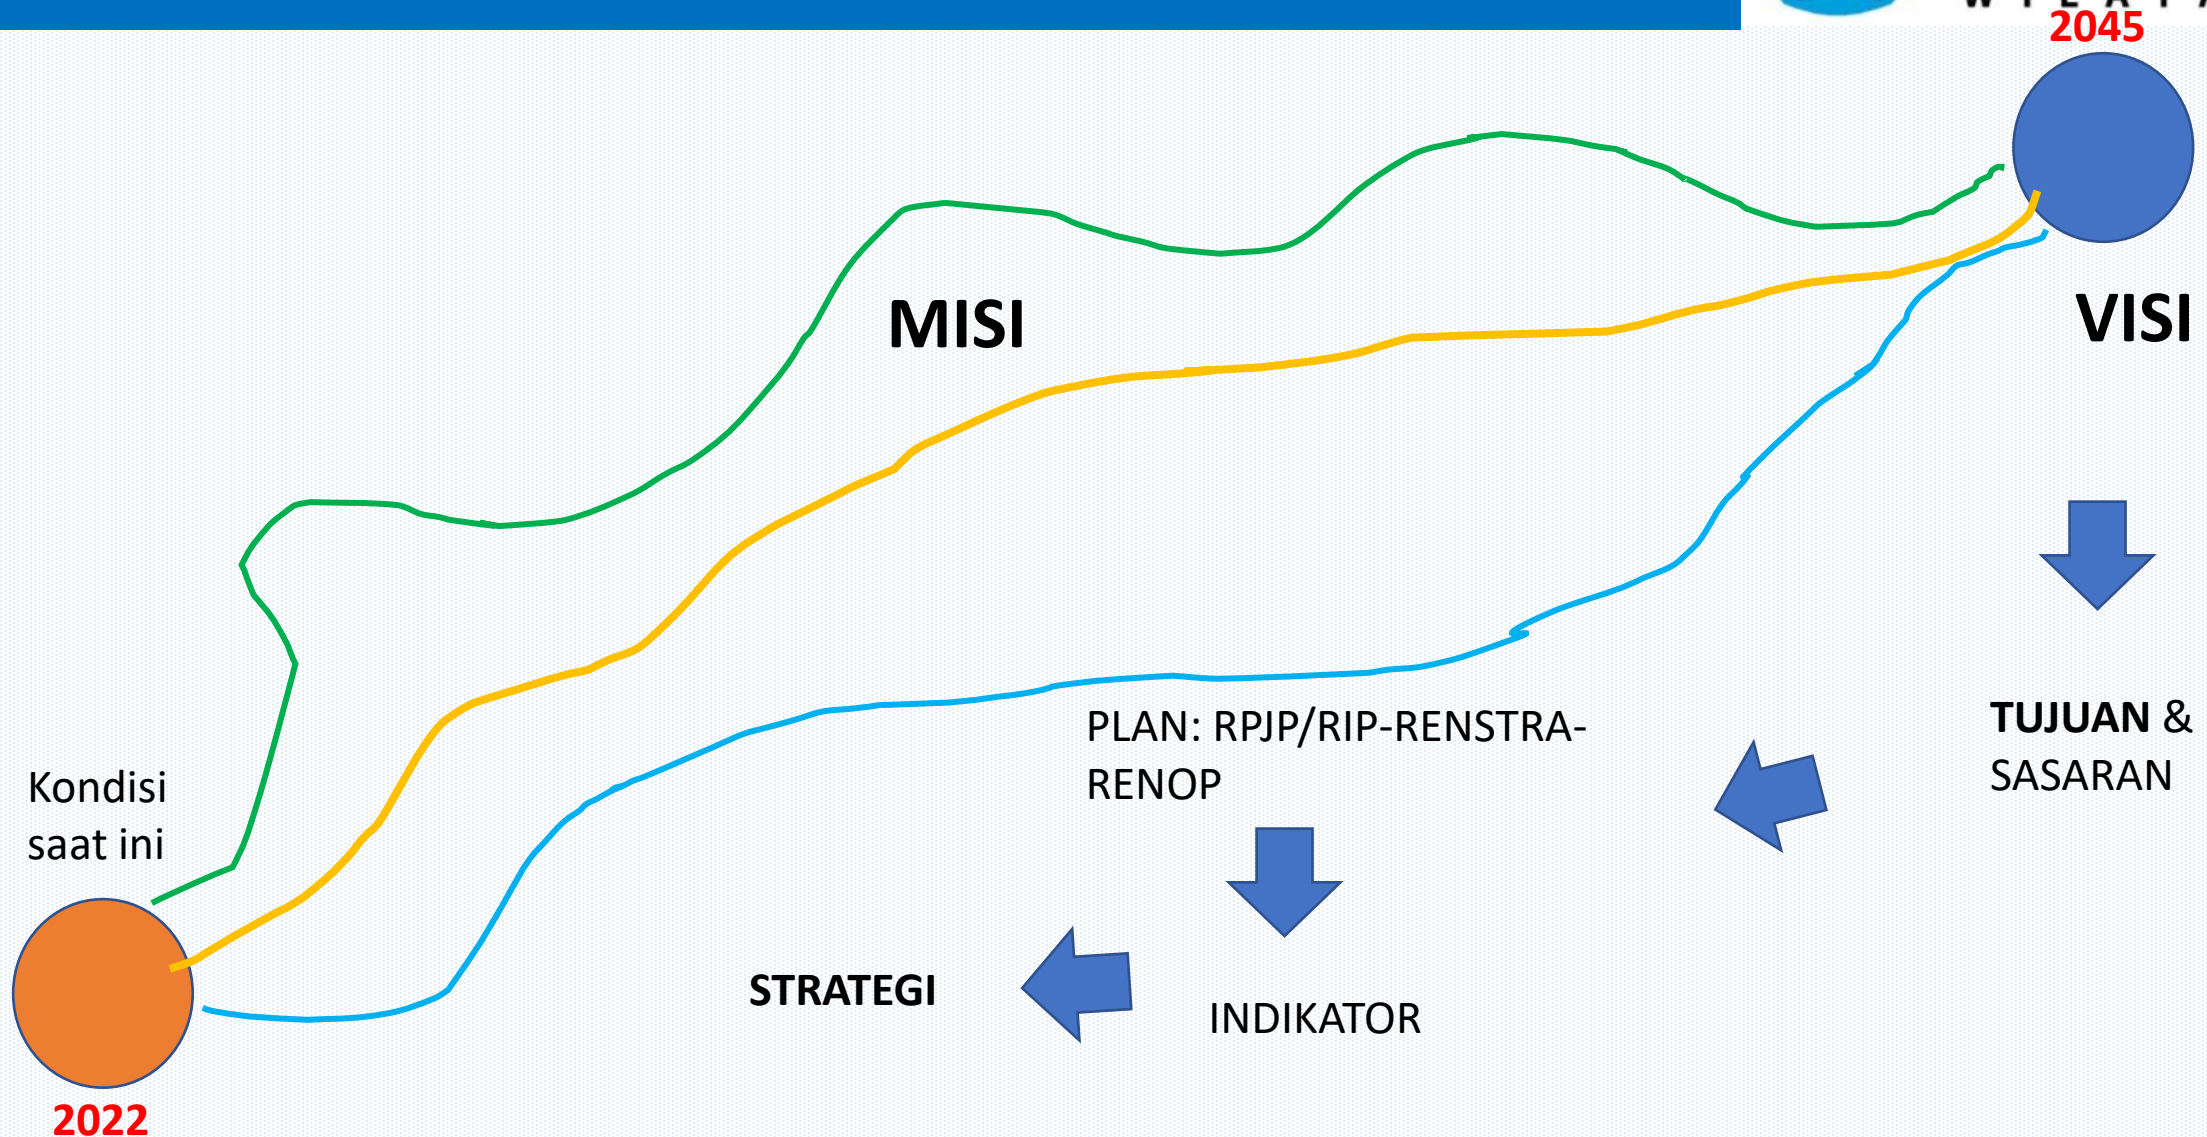 2045
MISI
VISI
PLAN: RPJP/RIP-RENSTRA-
RENOP
TUJUAN &
SASARAN
Kondisi
saat ini
STRATEGI
INDIKATOR
2022